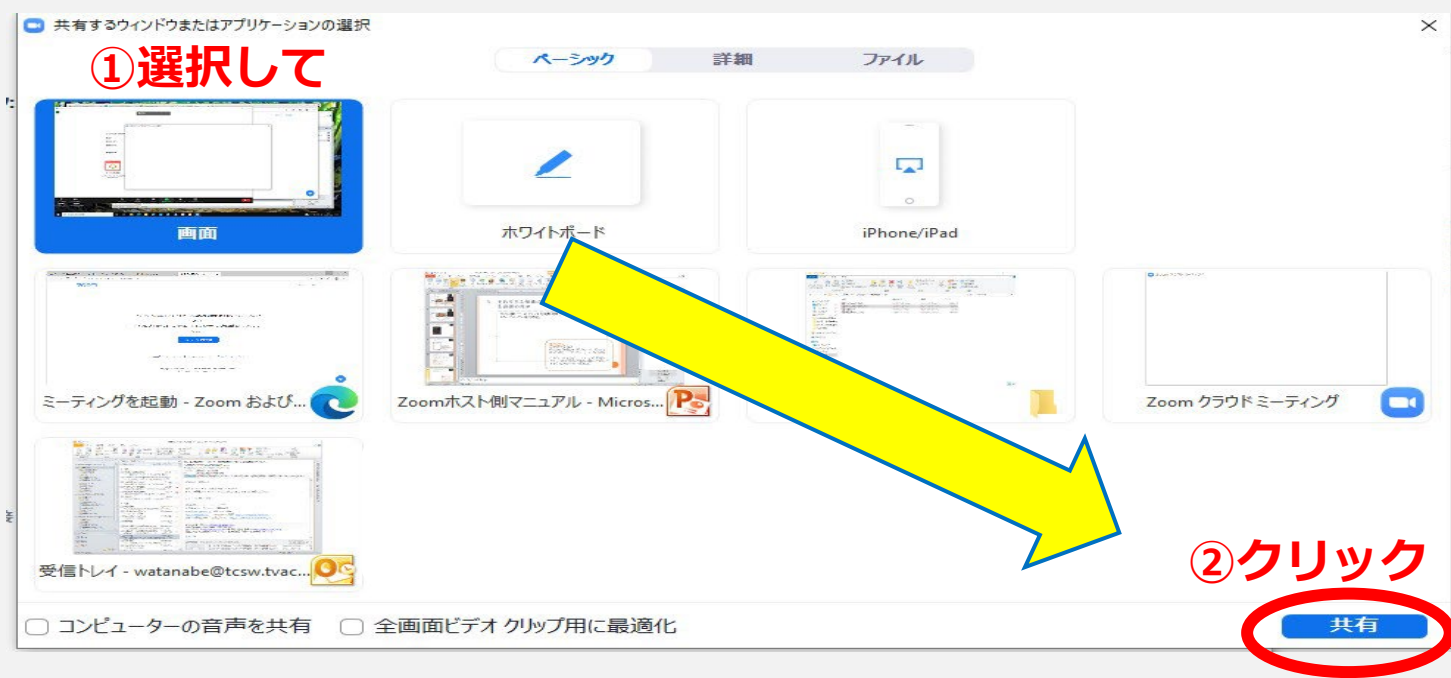 共有するウィンドウまたはアプリケーションの選択
①選択して
ベーシック 詳細 ファイル
画面
ホワイトボード
iPhone/iPad
ミーティングを起動 - Zoom および...
Zoomホスト側マニュアル - Micros...
Zoom クラウド ミーティング
受信トレイ - watanabe@tcsw.tvac...
②クリック
コンピューターの音声を共有 全画面ビデオ クリップ用に最適化
共有